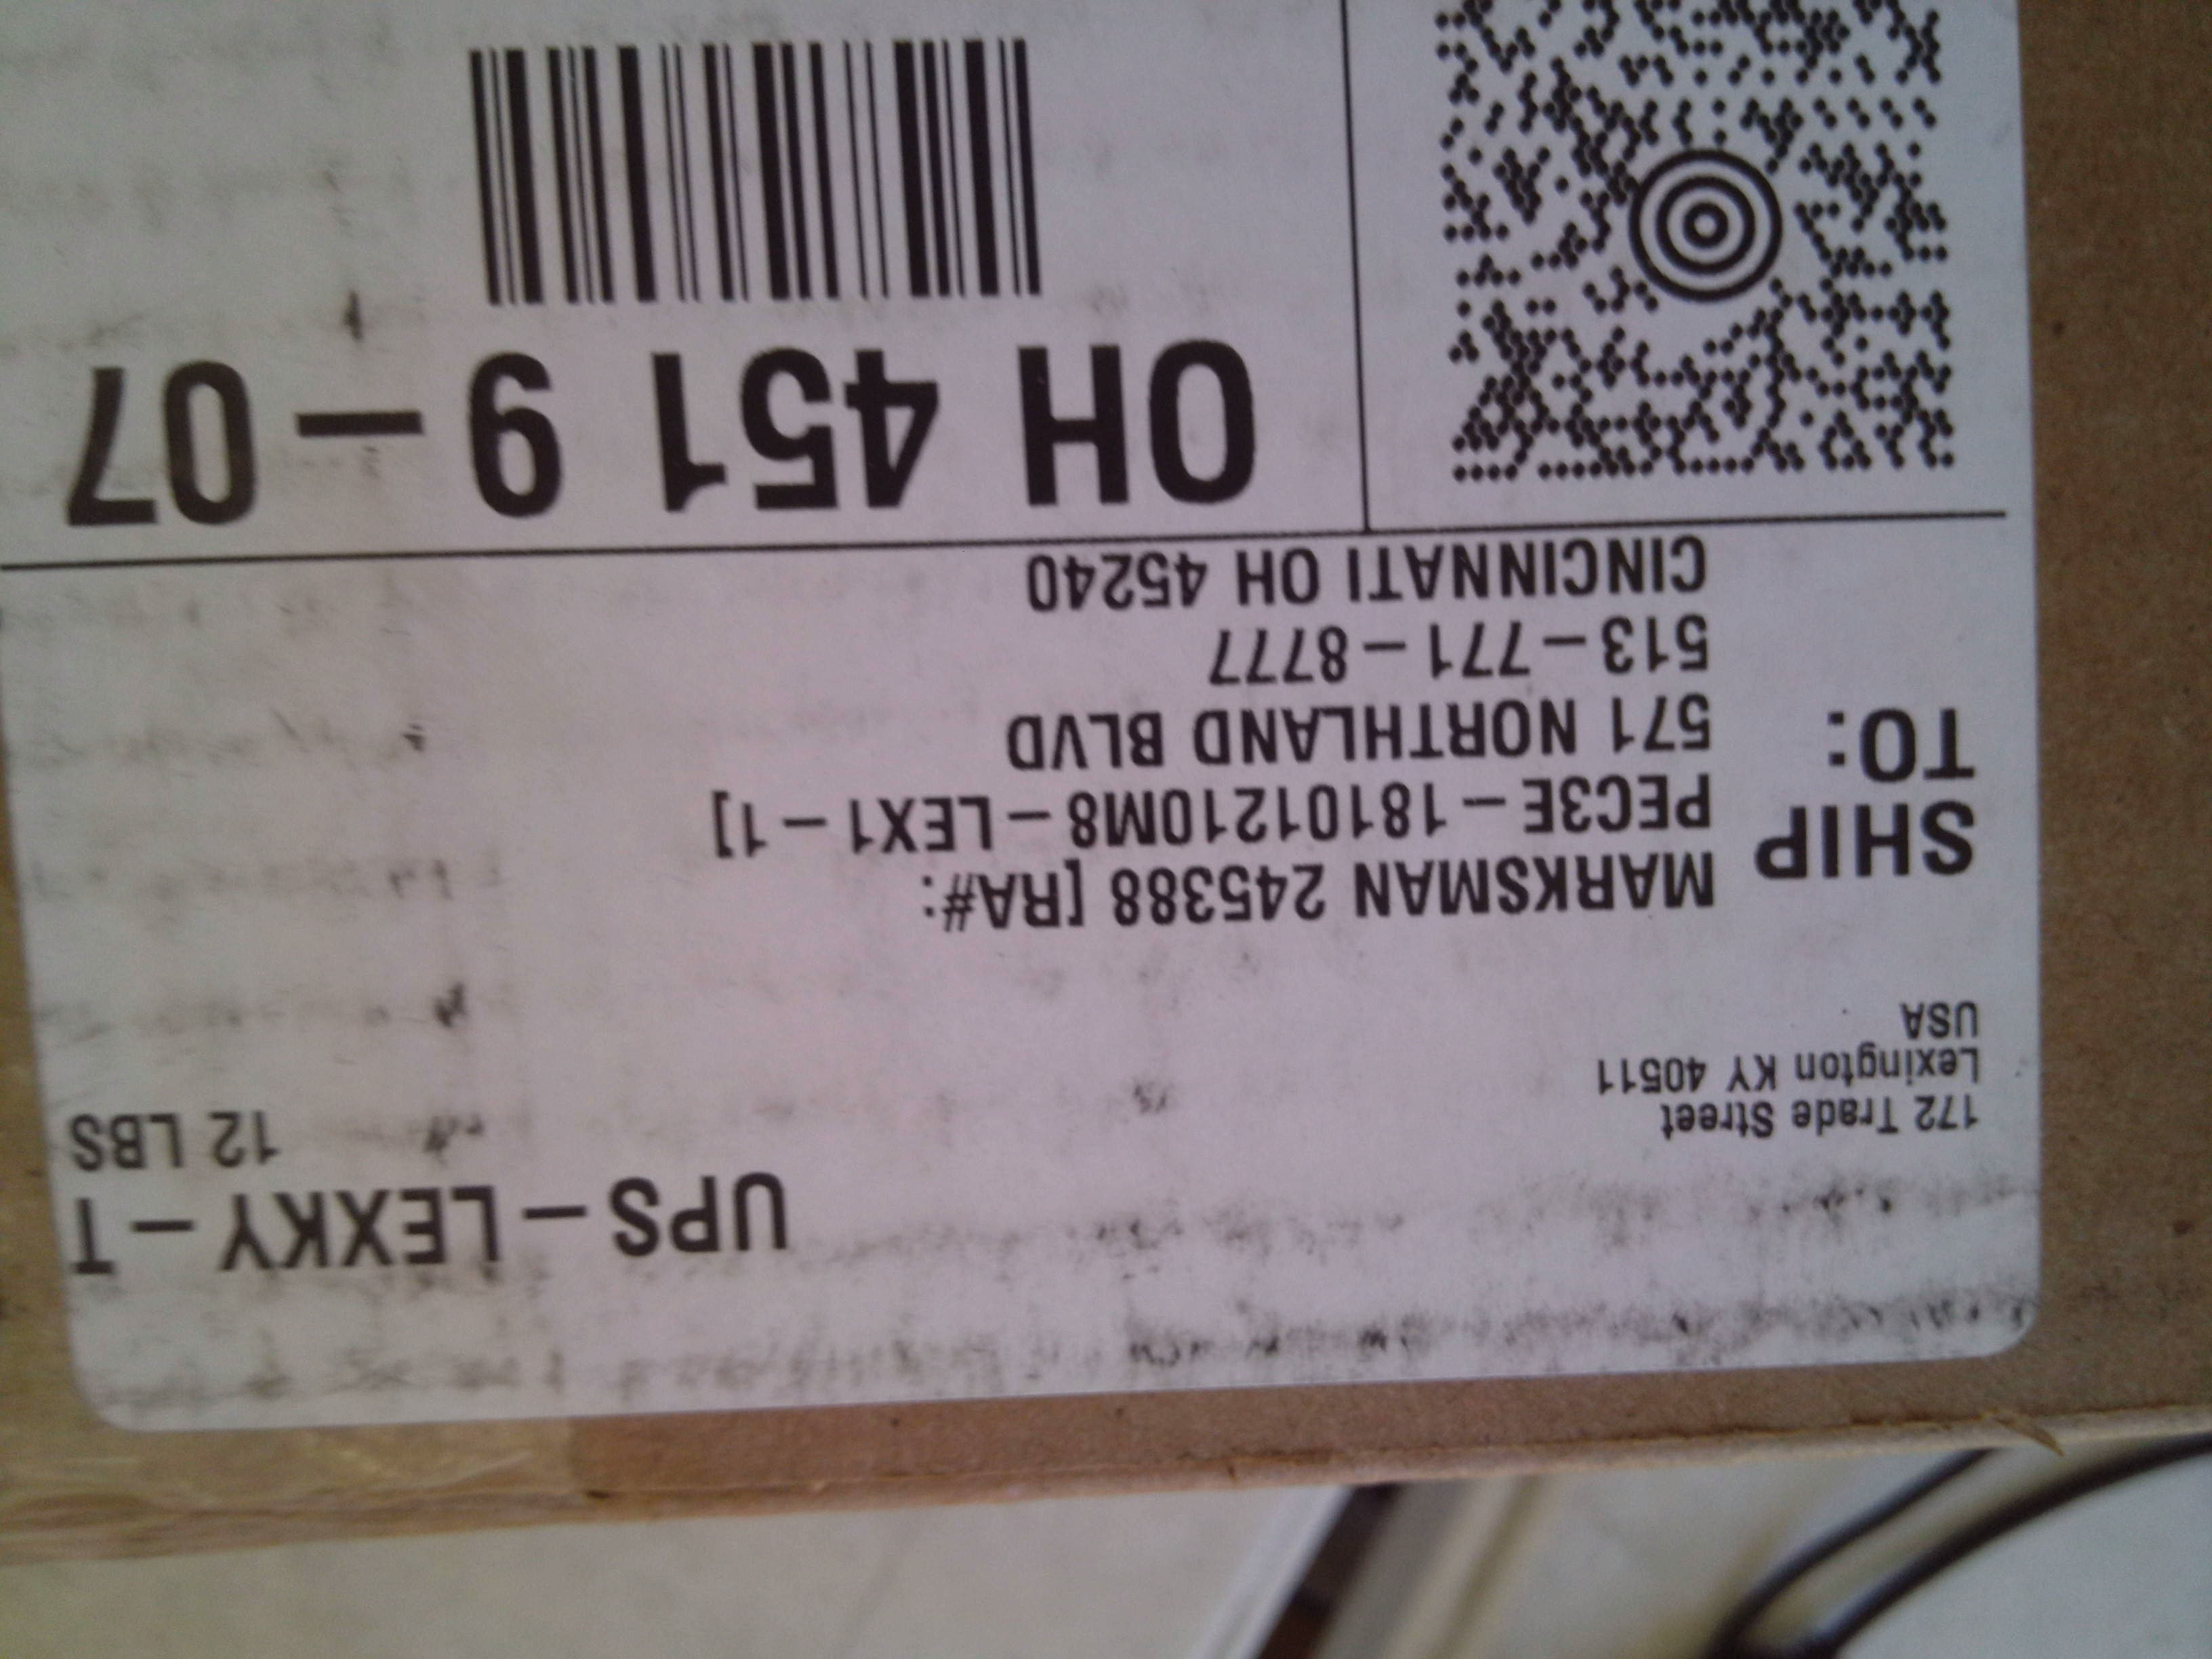 UPS - LEXKY - T
12 LBS
172 Trade Street
Lexington KY 40511
USA
SHIP
TO:
MARKSMAN 245388 [RA#:
PEC3E - 18101210M8 - LEX1 - 1]
571 NORTHLAND BLVD
513 - 771 - 8777
CINCINNATI OH 45240
OH 451 9 - 07